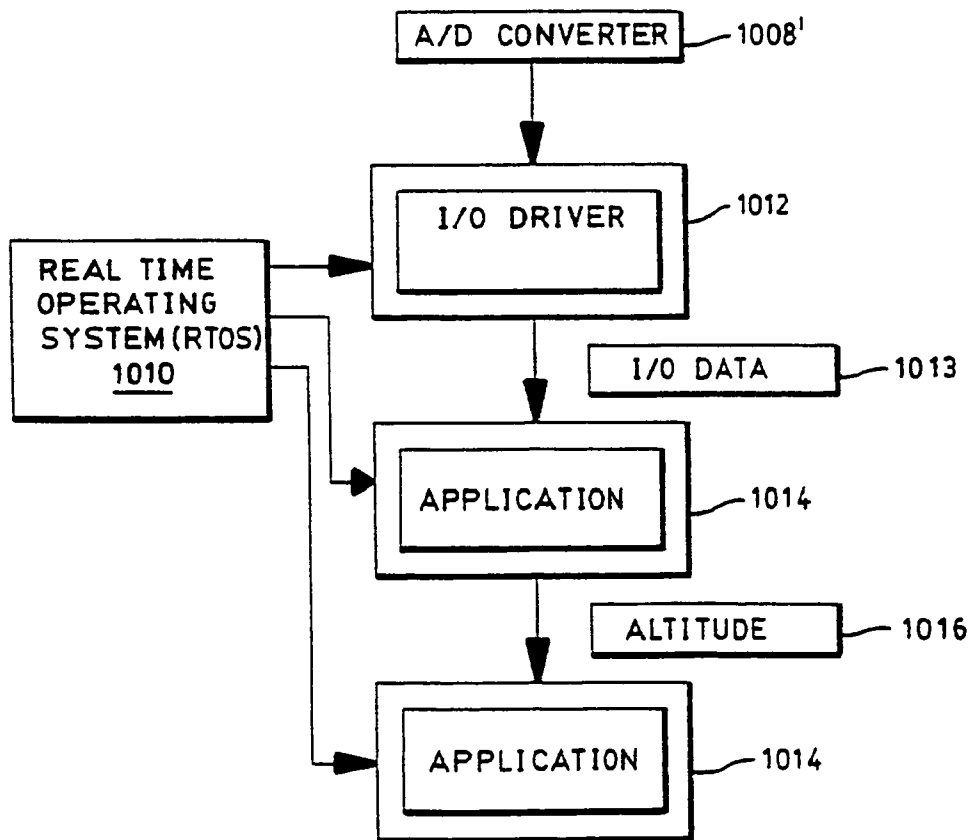 A/D CONVERTER
1008'
I/O DRIVER
1012
REAL TIME
OPERATING
SYSTEM(RTOS)
1010
I/O DATA
1013
APPLICATION
1014
ALTITUDE
1016
APPLICATION
1014